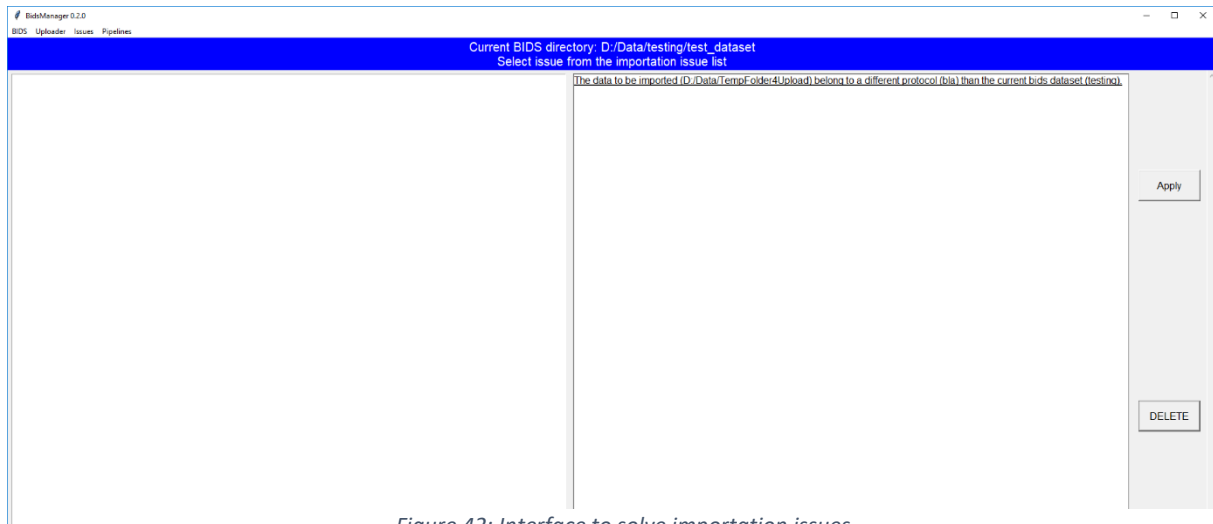 BidsManager 0.2.0
BIDS Uploader Issues Pipelines
Current BIDS directory: D:/Data/testing/test_dataset
Select issue from the importation issue list
The data to be imported (D:/Data/TempFolder4Upload) belong to a different protocol (bla) than the current bids dataset (testing).
Apply
DELETE
Figure 42: Interface to solve importation issues